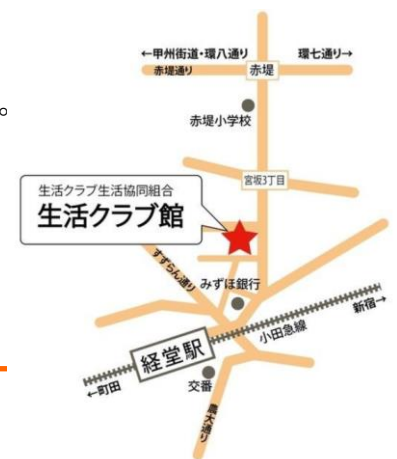 ←甲州街道・環八通り　環七通り→
赤堤通り
赤堤
赤堤小学校
宮坂3丁目
生活クラブ生活協同組合
生活クラブ館
すずらん通り
みずほ銀行
新宿→
小田急線
経堂駅
←町田
交番
農大通り